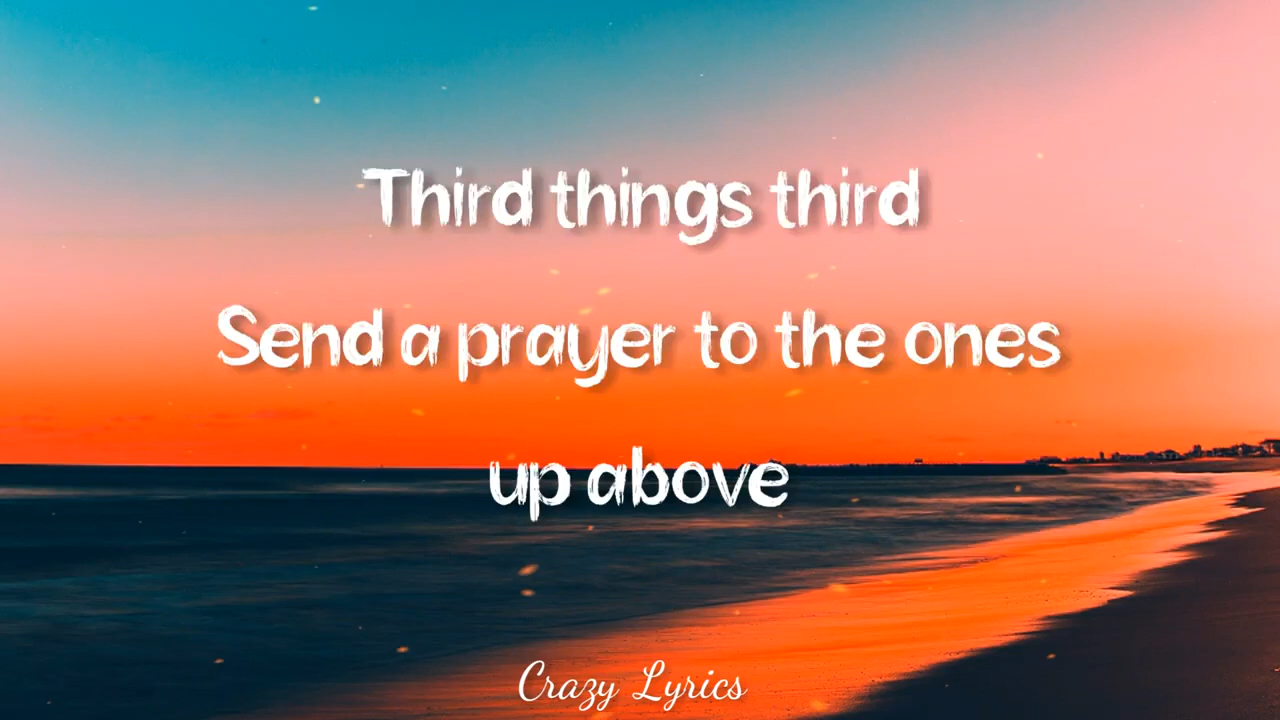 Third things third
Send a prayer to the ones
up above
Crazy Lyrics